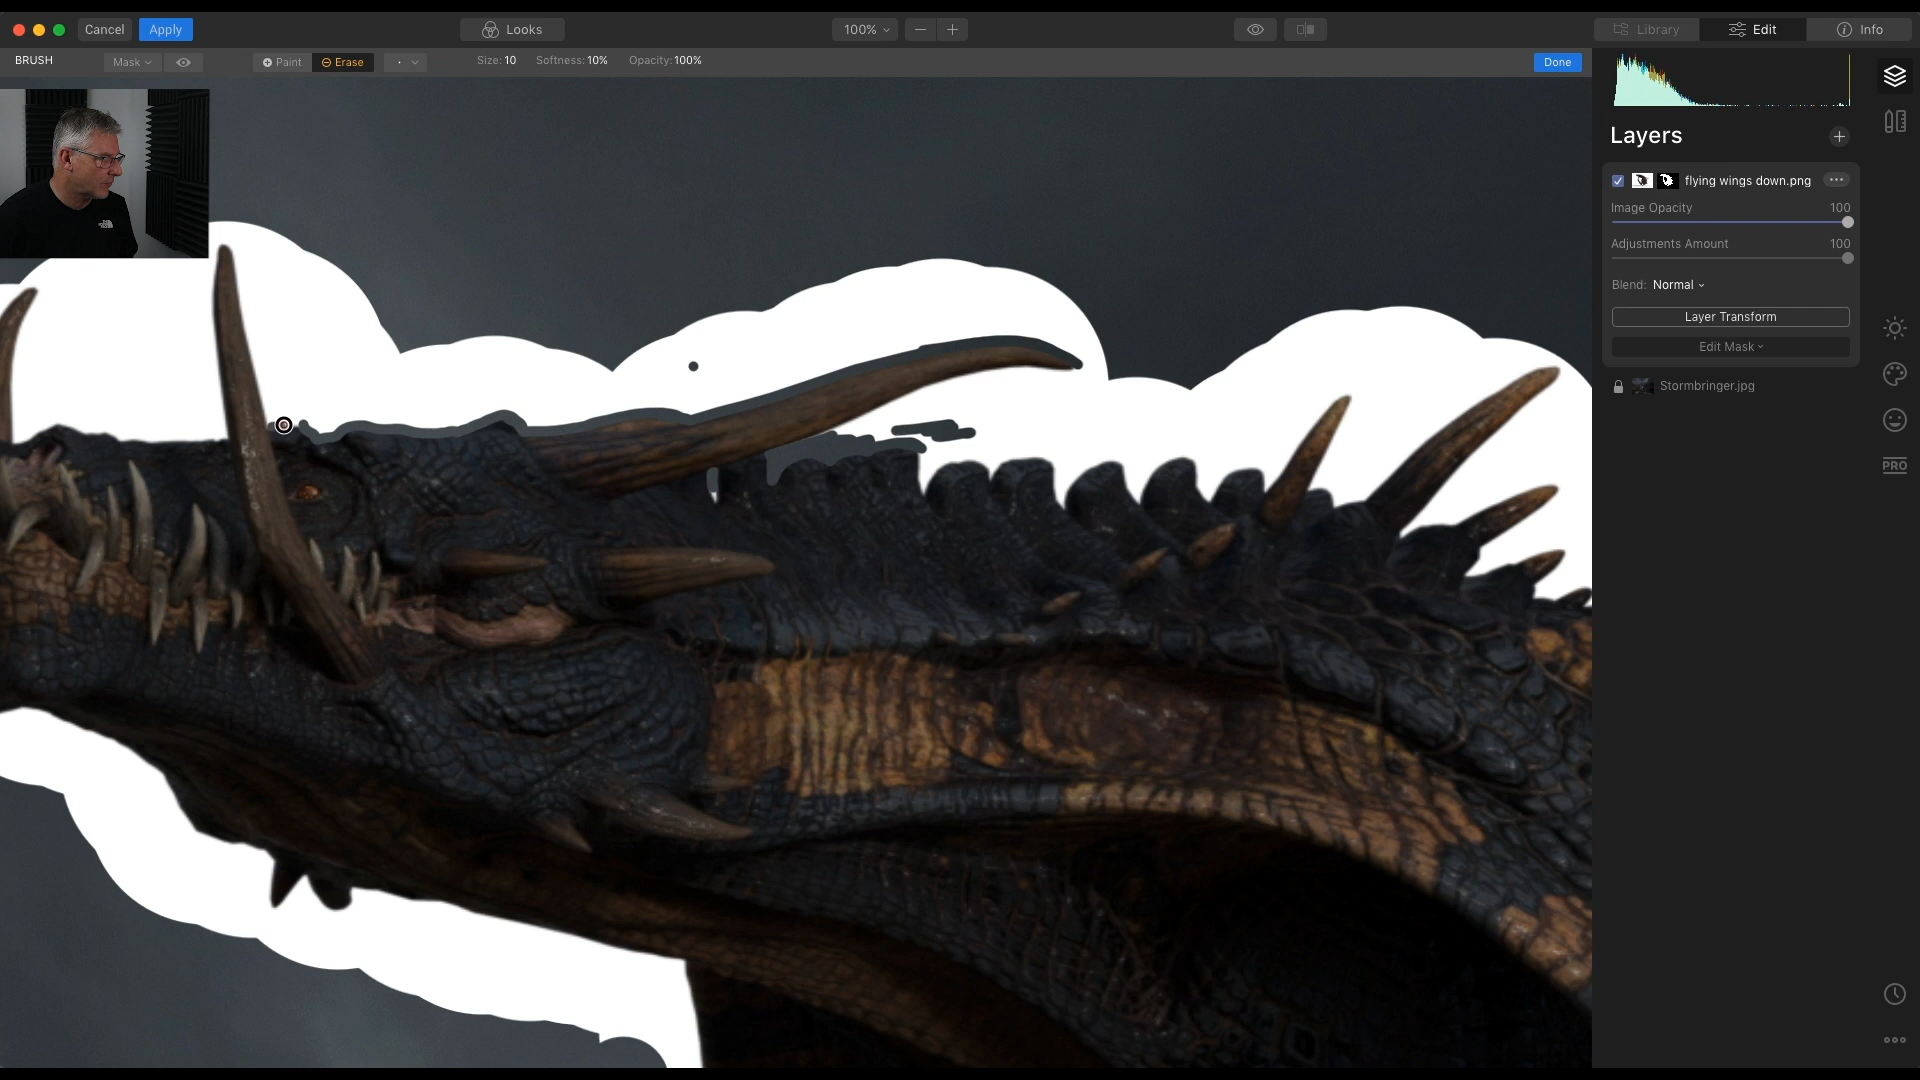 Cancel
Apply
Looks
100%
Library
Edit
Info
BRUSH
Mask
Paint
Erase
Size: 10
Softness: 10%
Opacity: 100%
Done
Layers
flying wings down.png
Image Opacity
100
Adjustments Amount
100
Blend: Normal
Layer Transform
Edit Mask
Stormbringer.jpg
PRO